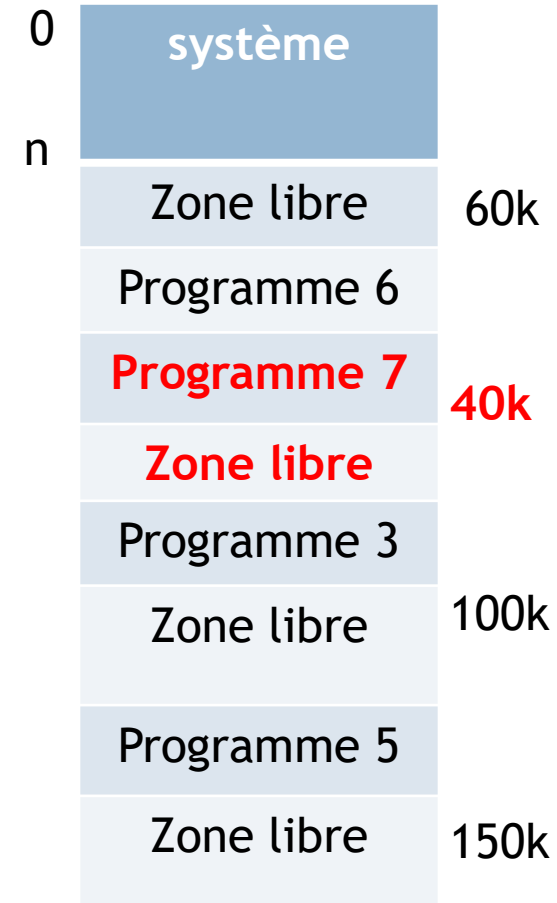 0
système
n
Zone libre 60k
Programme 6
Programme 7
40k
Zone libre
Programme 3
Zone libre 100k
Programme 5
Zone libre 150k